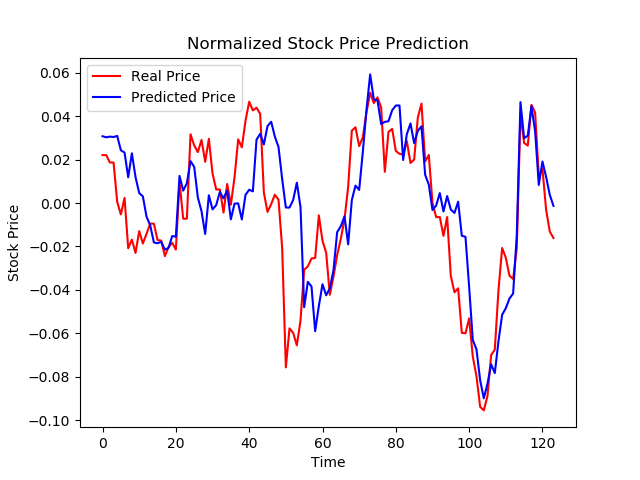 Normalized Stock Price Prediction
Real Price
Predicted Price
Stock Price
0.06
0.04
0.02
0.00
−0.02
−0.04
−0.06
−0.08
−0.10
0 20 40 60 80 100 120
Time